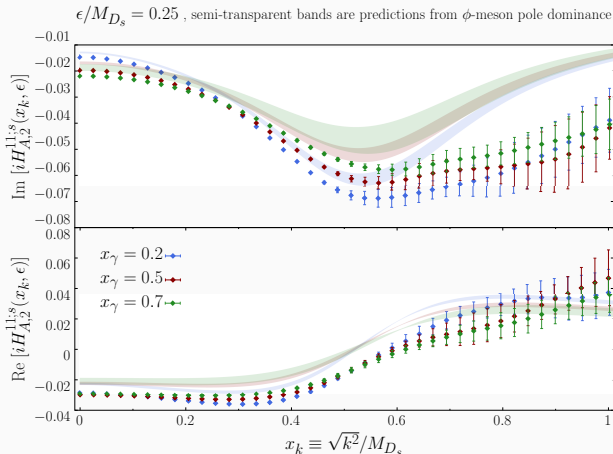 ϵ/M_{D_s} = 0.25 , semi-transparent bands are predictions from ϕ-meson pole dominance
−0.01
−0.02
−0.03
−0.04
−0.05
−0.06
−0.07
−0.08
Im [iH^{11;s}_{A,2}(x_k, ϵ)]
0.08
0.06
0.04
0.02
0
−0.02
−0.04
Re [iH^{11;s}_{A,2}(x_k, ϵ)]
x_γ = 0.2
x_γ = 0.5
x_γ = 0.7
0 0.2 0.4 0.6 0.8 1
x_k ≡ √k²/M_{D_s}